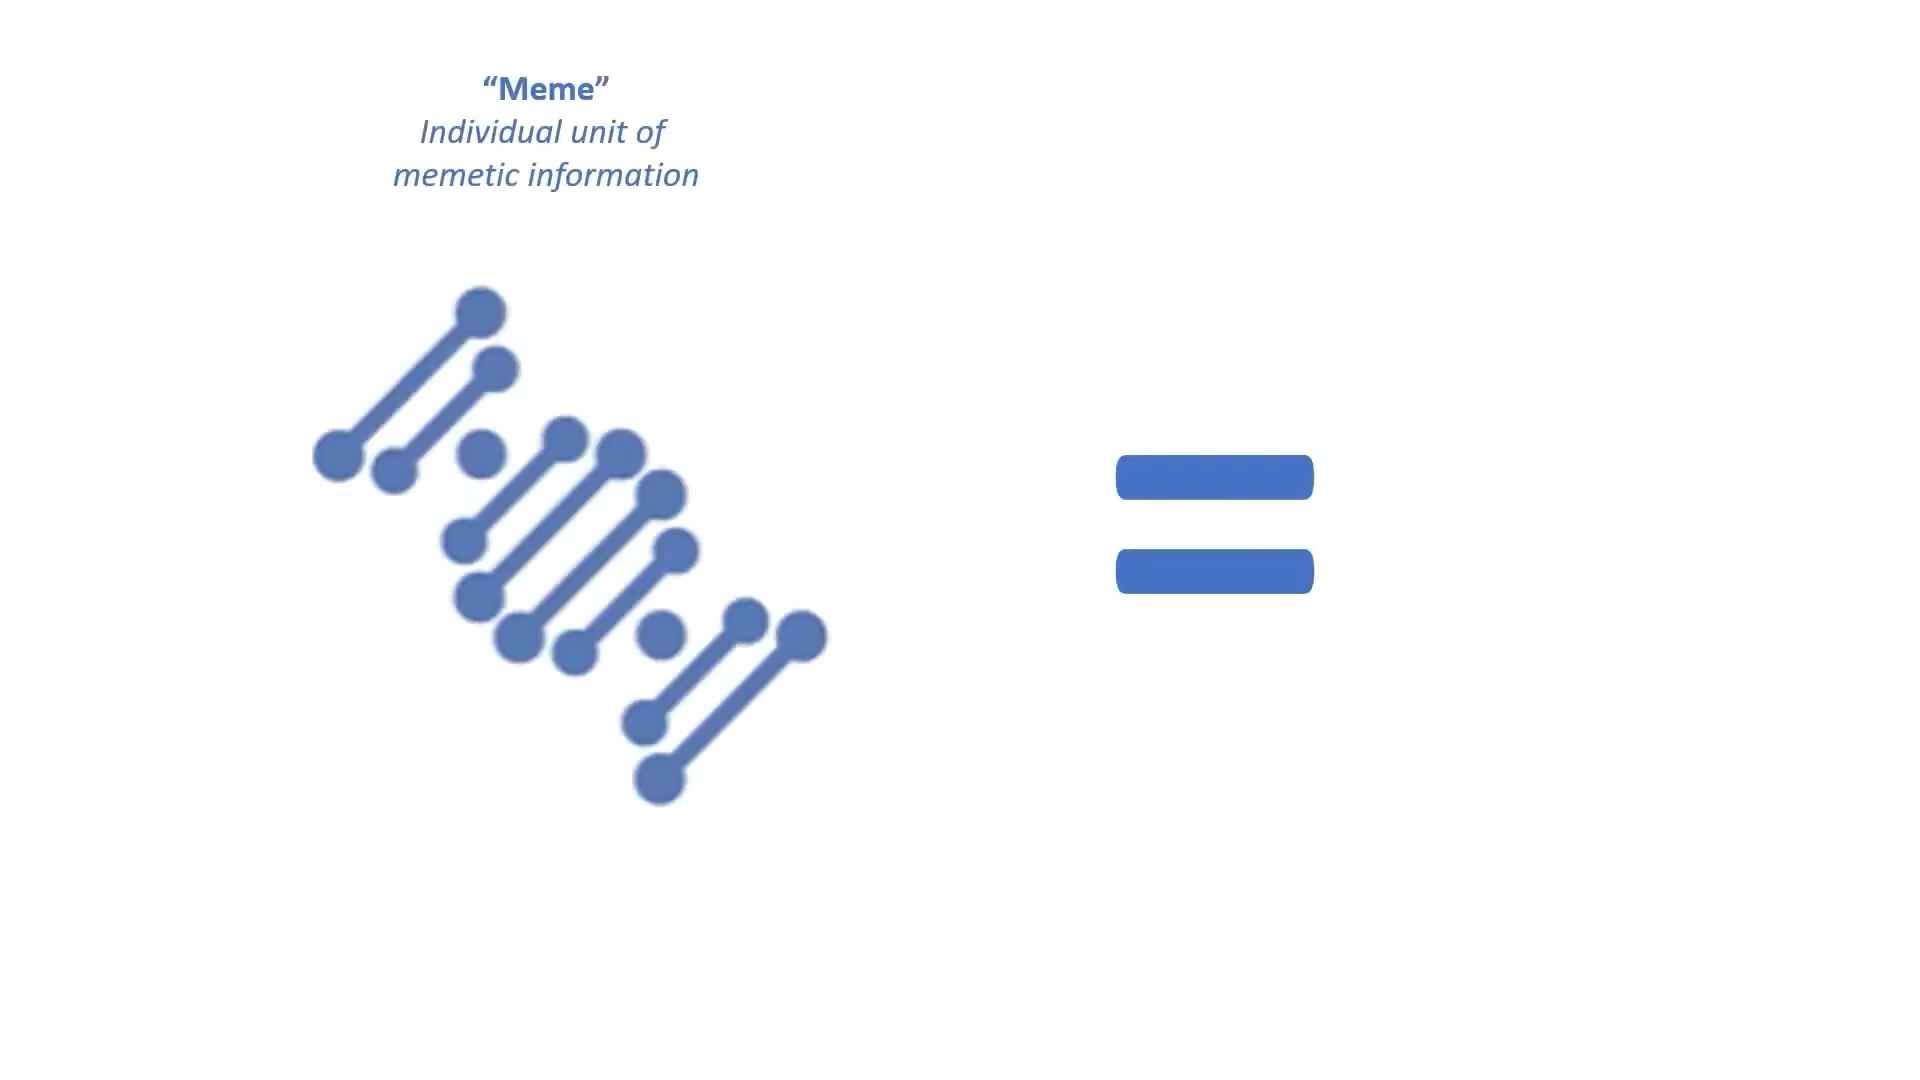 “Meme”
Individual unit of
memetic information